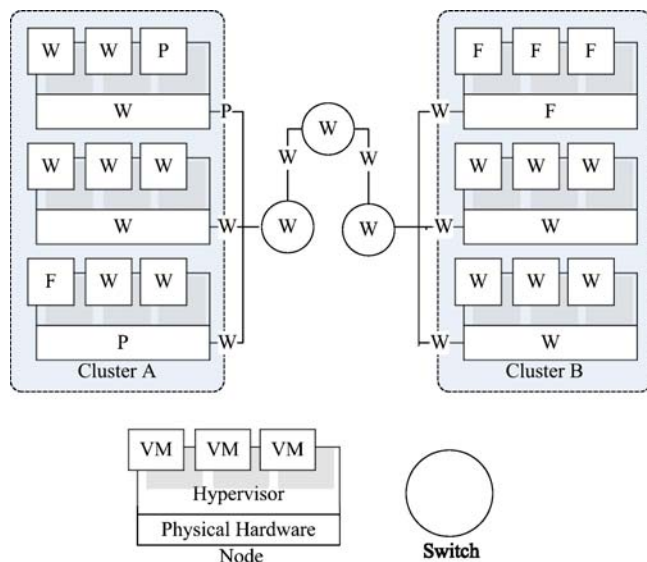 W W P F F F
W P W F
W
W W
W W W W W W
W W W W W W
F W W W W W
P W W W
Cluster A Cluster B
VM VM VM
Hypervisor
Physical Hardware
Node
Switch